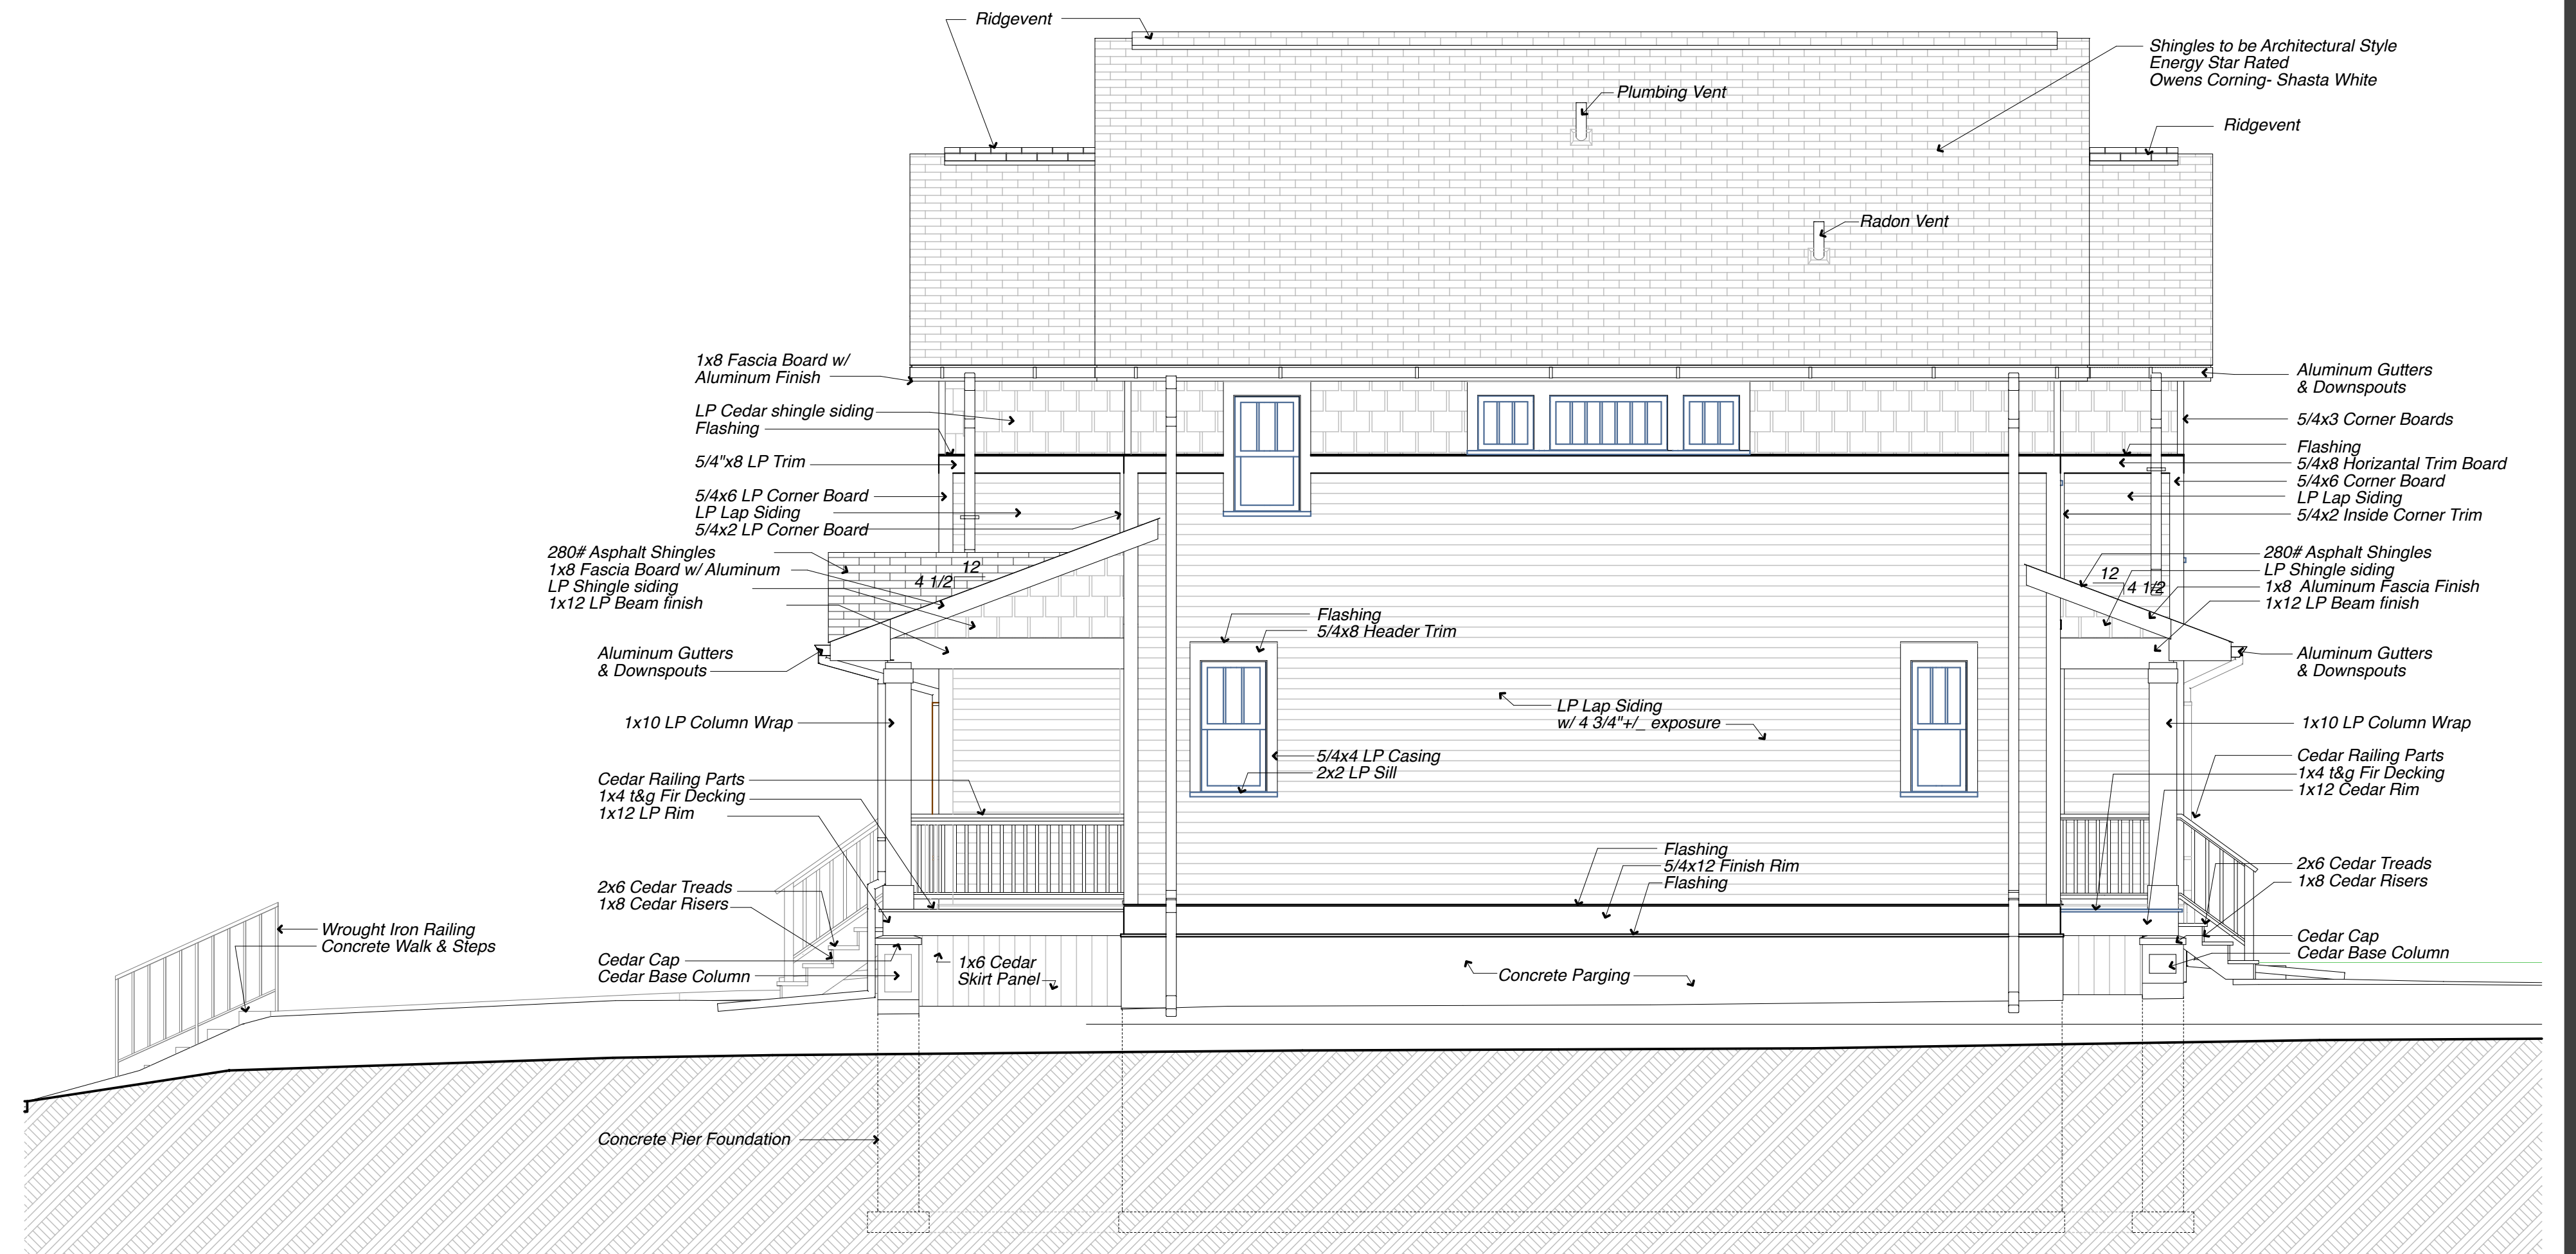 Ridgevent
Shingles to be Architectural Style
Energy Star Rated
Owens Corning- Shasta White
Plumbing Vent
Ridgevent
Radon Vent
1x8 Fascia Board w/
Aluminum Finish
LP Cedar shingle siding
Flashing
5/4"x8 LP Trim
5/4x6 LP Corner Board
LP Lap Siding
5/4x2 LP Corner Board
280# Asphalt Shingles
1x8 Fascia Board w/ Aluminum
LP Shingle siding
1x12 LP Beam finish
12
4 1/2
Aluminum Gutters
& Downspouts
1x10 LP Column Wrap
Cedar Railing Parts
1x4 t&g Fir Decking
1x12 LP Rim
2x6 Cedar Treads
1x8 Cedar Risers
Wrought Iron Railing
Concrete Walk & Steps
Cedar Cap
Cedar Base Column
1x6 Cedar
Skirt Panel
Concrete Pier Foundation
Flashing
5/4x8 Header Trim
LP Lap Siding
w/ 4 3/4"+/_ exposure
5/4x4 LP Casing
2x2 LP Sill
Flashing
5/4x12 Finish Rim
Flashing
Concrete Parging
Aluminum Gutters
& Downspouts
5/4x3 Corner Boards
Flashing
5/4x8 Horizantal Trim Board
5/4x6 Corner Board
LP Lap Siding
5/4x2 Inside Corner Trim
280# Asphalt Shingles
LP Shingle siding
1x8  Aluminum Fascia Finish
1x12 LP Beam finish
12
4 1/2
Aluminum Gutters
& Downspouts
1x10 LP Column Wrap
Cedar Railing Parts
1x4 t&g Fir Decking
1x12 Cedar Rim
2x6 Cedar Treads
1x8 Cedar Risers
Cedar Cap
Cedar Base Column